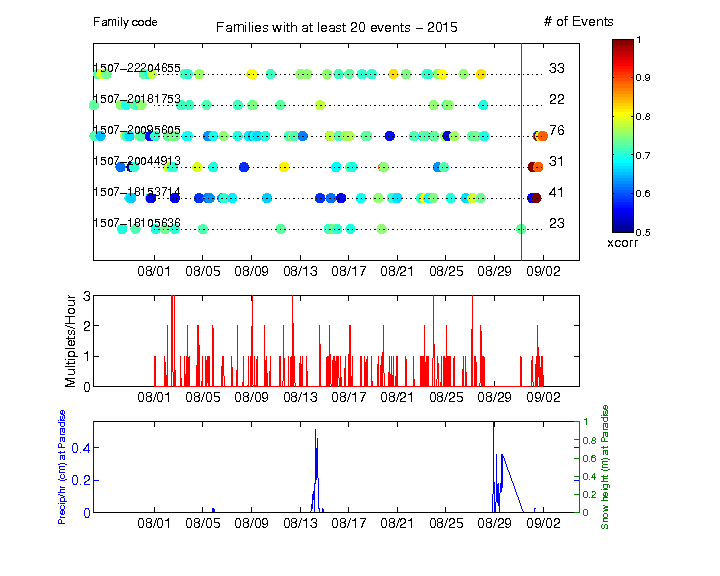 Family code
Families with at least 20 events – 2015
# of Events
1507–22204655 33
1507–20181753 22
1507–20095605 76
1507–20044913 31
1507–18153714 41
1507–18105636 23
1
0.9
0.8
0.7
0.6
0.5
xcorr
08/01 08/05 08/09 08/13 08/17 08/21 08/25 08/29 09/02
Multiplets/Hour
3
2
1
0
08/01 08/05 08/09 08/13 08/17 08/21 08/25 08/29 09/02
Precip/hr (cm) at Paradise
0.4
0.2
0
1
0.8
0.6
0.4
0.2
0
Snow height (m) at Paradise
08/01 08/05 08/09 08/13 08/17 08/21 08/25 08/29 09/02